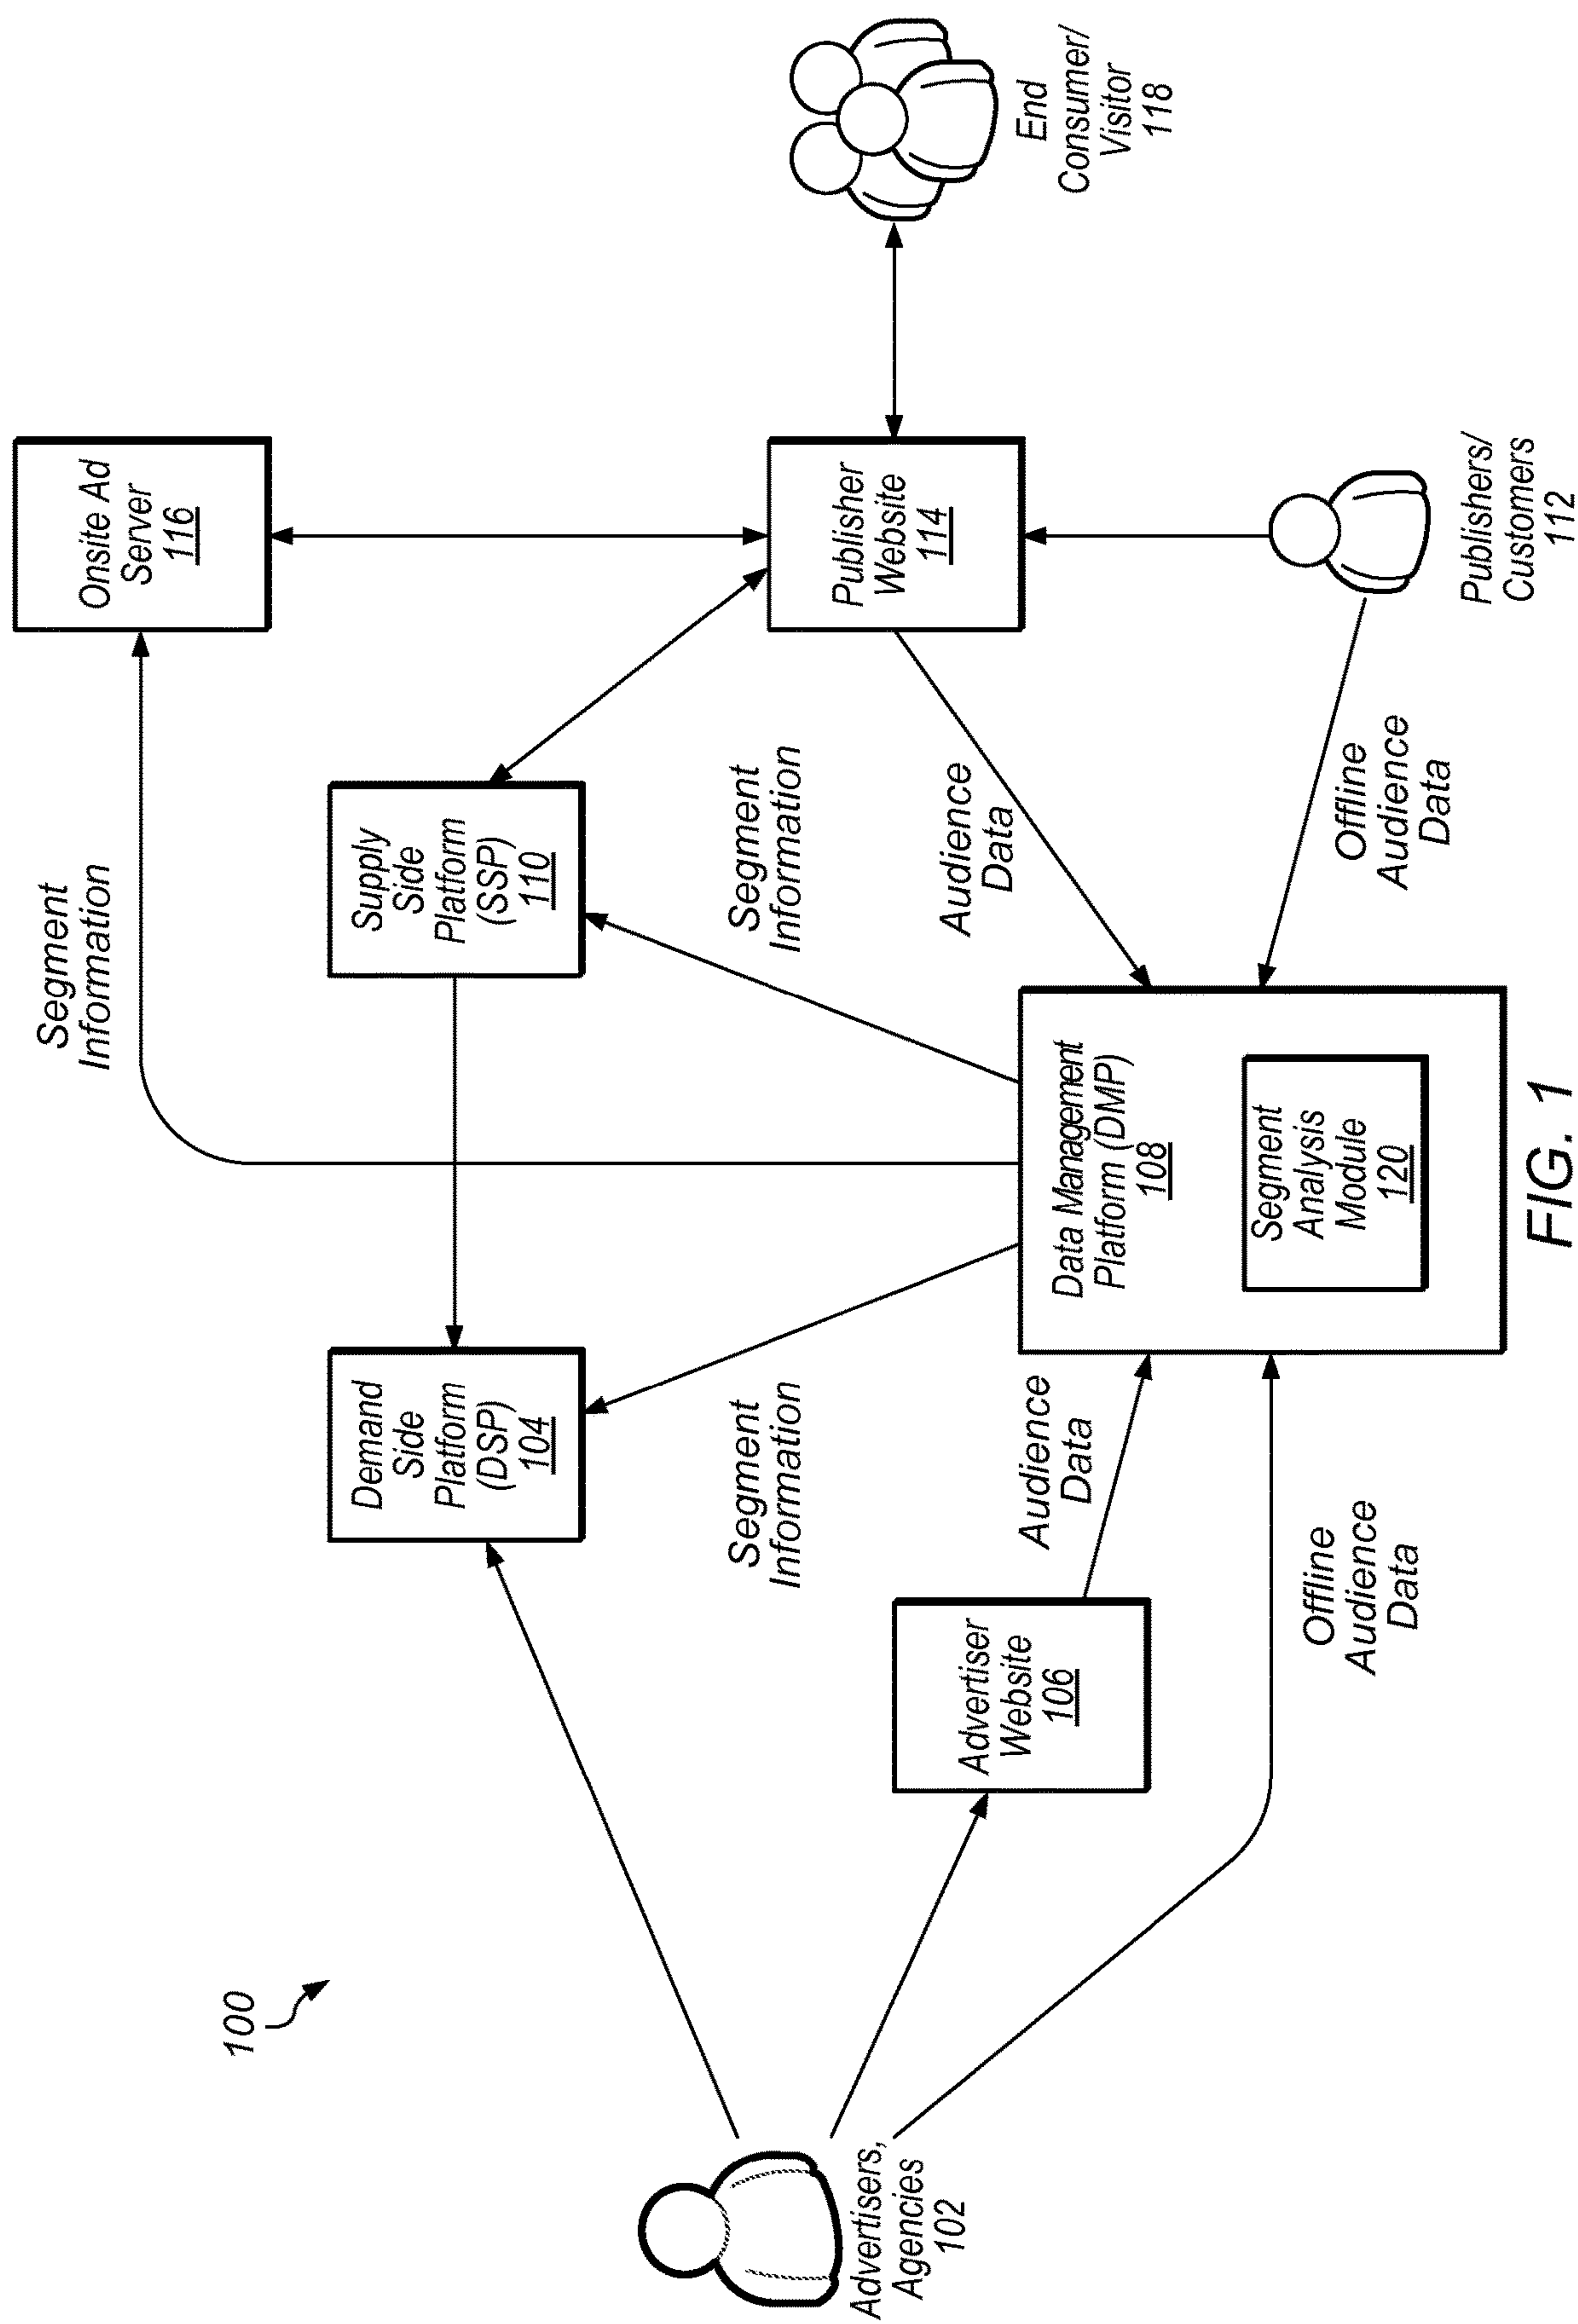 100
Segment
Information
Onsite Ad
Server
116
Demand
Side
Platform
(DSP)
104
Supply
Side
Platform
(SSP)
110
Segment
Information
Segment
Information
Publisher
Website
114
End
Consumer/
Visitor
118
Advertisers,
Agencies
102
Advertiser
Website
106
Audience
Data
Audience
Data
Data Management
Platform (DMP)
108
Segment
Analysis
Module
120
Offline
Audience
Data
Offline
Audience
Data
Publishers/
Customers
112
FIG. 1